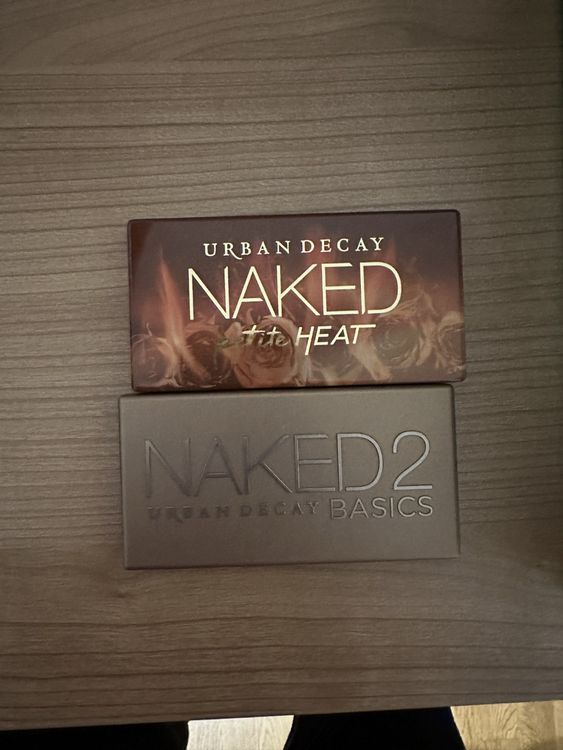 URBAN DECAY
NAKED
petite HEAT
NAKED2
URBAN DECAY BASICS